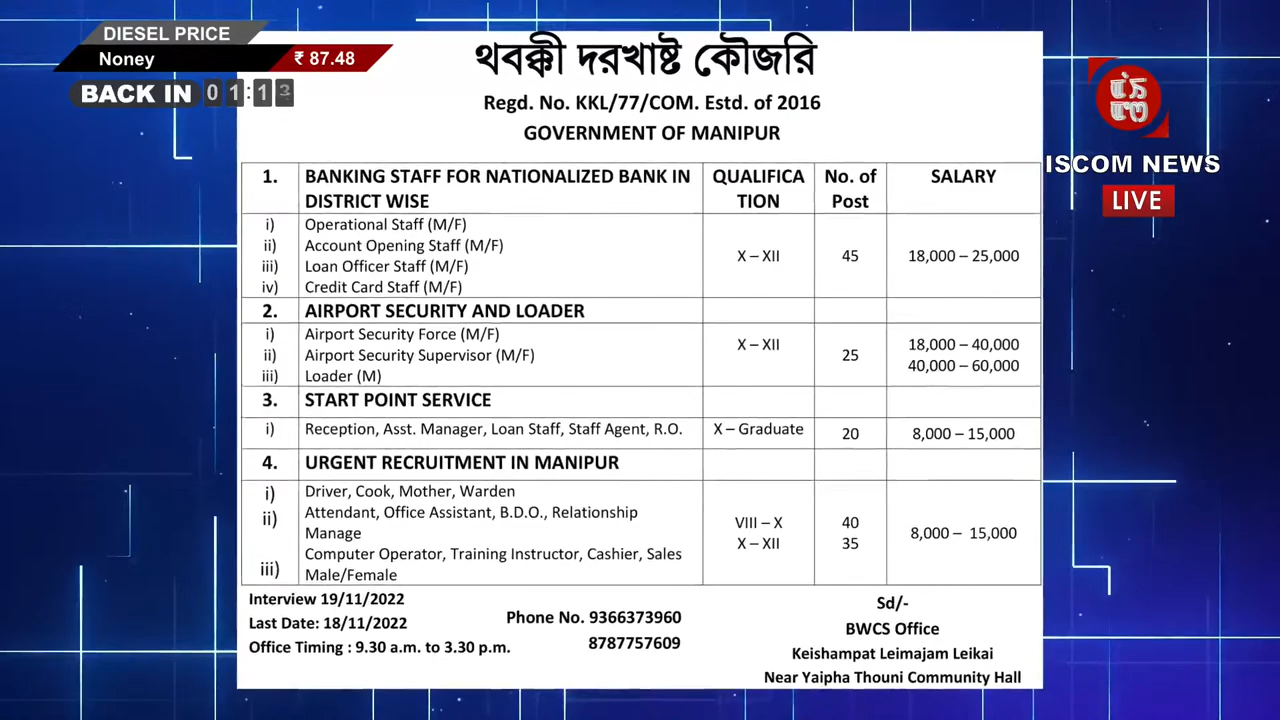 DIESEL PRICE
Noney ₹ 87.48
BACK IN 01:13
থবক্কী দরখাষ্ট কৌজরি
Regd. No. KKL/77/COM. Estd. of 2016
GOVERNMENT OF MANIPUR
ISCOM NEWS
LIVE
1. BANKING STAFF FOR NATIONALIZED BANK IN DISTRICT WISE QUALIFICATION No. of Post SALARY
i) Operational Staff (M/F)
ii) Account Opening Staff (M/F)
iii) Loan Officer Staff (M/F)
iv) Credit Card Staff (M/F)
X – XII 45 18,000 – 25,000
2. AIRPORT SECURITY AND LOADER
i) Airport Security Force (M/F)
ii) Airport Security Supervisor (M/F)
iii) Loader (M)
X – XII 25 18,000 – 40,000
40,000 – 60,000
3. START POINT SERVICE
i) Reception, Asst. Manager, Loan Staff, Staff Agent, R.O. X – Graduate 20 8,000 – 15,000
4. URGENT RECRUITMENT IN MANIPUR
i) Driver, Cook, Mother, Warden
ii) Attendant, Office Assistant, B.D.O., Relationship
Manage
iii) Computer Operator, Training Instructor, Cashier, Sales
Male/Female
VIII – X 40
X – XII 35
8,000 – 15,000
Interview 19/11/2022
Last Date: 18/11/2022
Office Timing : 9.30 a.m. to 3.30 p.m.
Phone No. 9366373960
8787757609
Sd/-
BWCS Office
Keishampat Leimajam Leikai
Near Yaipha Thouni Community Hall